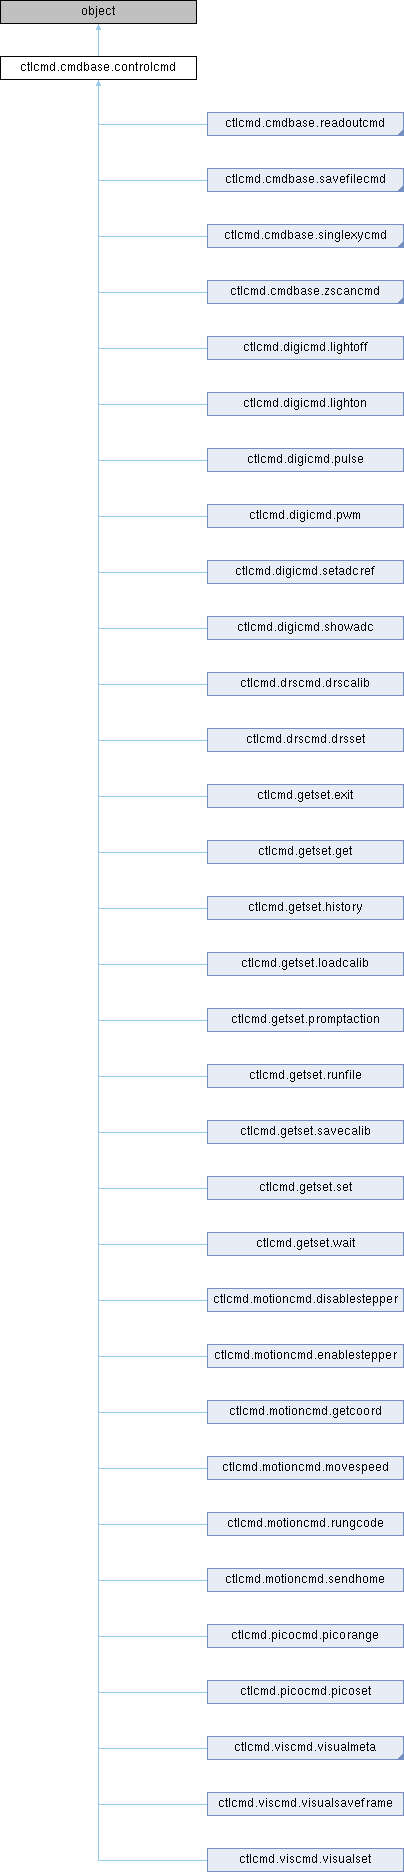 object
ctlcmd.cmdbase.controlcmd
ctlcmd.cmdbase.readoutcmd
ctlcmd.cmdbase.savefilecmd
ctlcmd.cmdbase.singlexycmd
ctlcmd.cmdbase.zscancmd
ctlcmd.digicmd.lightoff
ctlcmd.digicmd.lighton
ctlcmd.digicmd.pulse
ctlcmd.digicmd.pwm
ctlcmd.digicmd.setadcref
ctlcmd.digicmd.showadc
ctlcmd.drscmd.drscalib
ctlcmd.drscmd.drsset
ctlcmd.getset.exit
ctlcmd.getset.get
ctlcmd.getset.history
ctlcmd.getset.loadcalib
ctlcmd.getset.promptaction
ctlcmd.getset.runfile
ctlcmd.getset.savecalib
ctlcmd.getset.set
ctlcmd.getset.wait
ctlcmd.motioncmd.disablestepper
ctlcmd.motioncmd.enablestepper
ctlcmd.motioncmd.getcoord
ctlcmd.motioncmd.movespeed
ctlcmd.motioncmd.rungcode
ctlcmd.motioncmd.sendhome
ctlcmd.picocmd.picorange
ctlcmd.picocmd.picoset
ctlcmd.viscmd.visualmeta
ctlcmd.viscmd.visualsaveframe
ctlcmd.viscmd.visualset